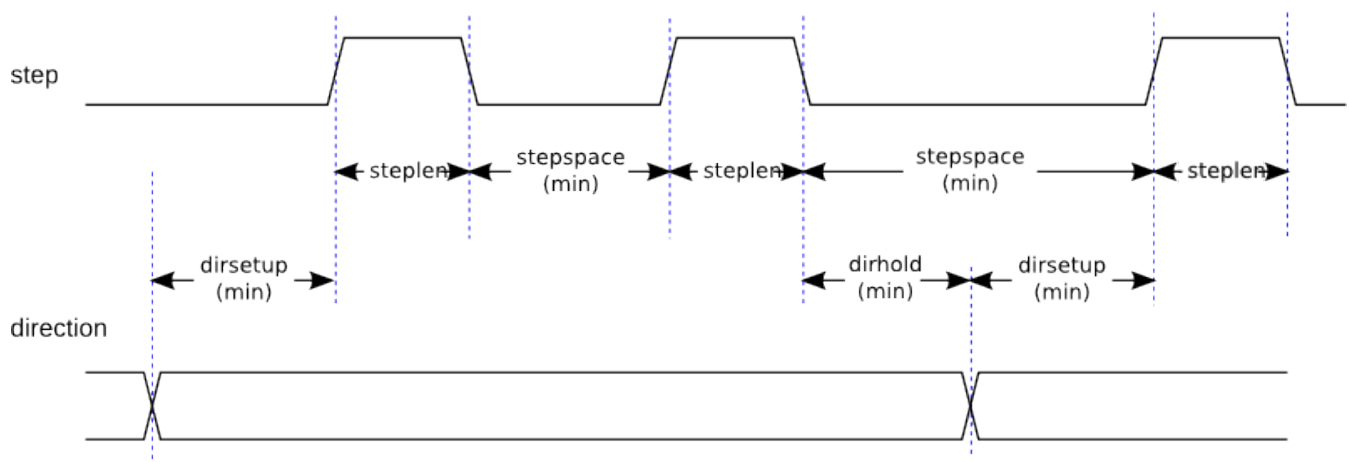 step
steplen
stepspace
(min)
steplen
stepspace
(min)
steplen
dirsetup
(min)
dirhold
(min)
dirsetup
(min)
direction